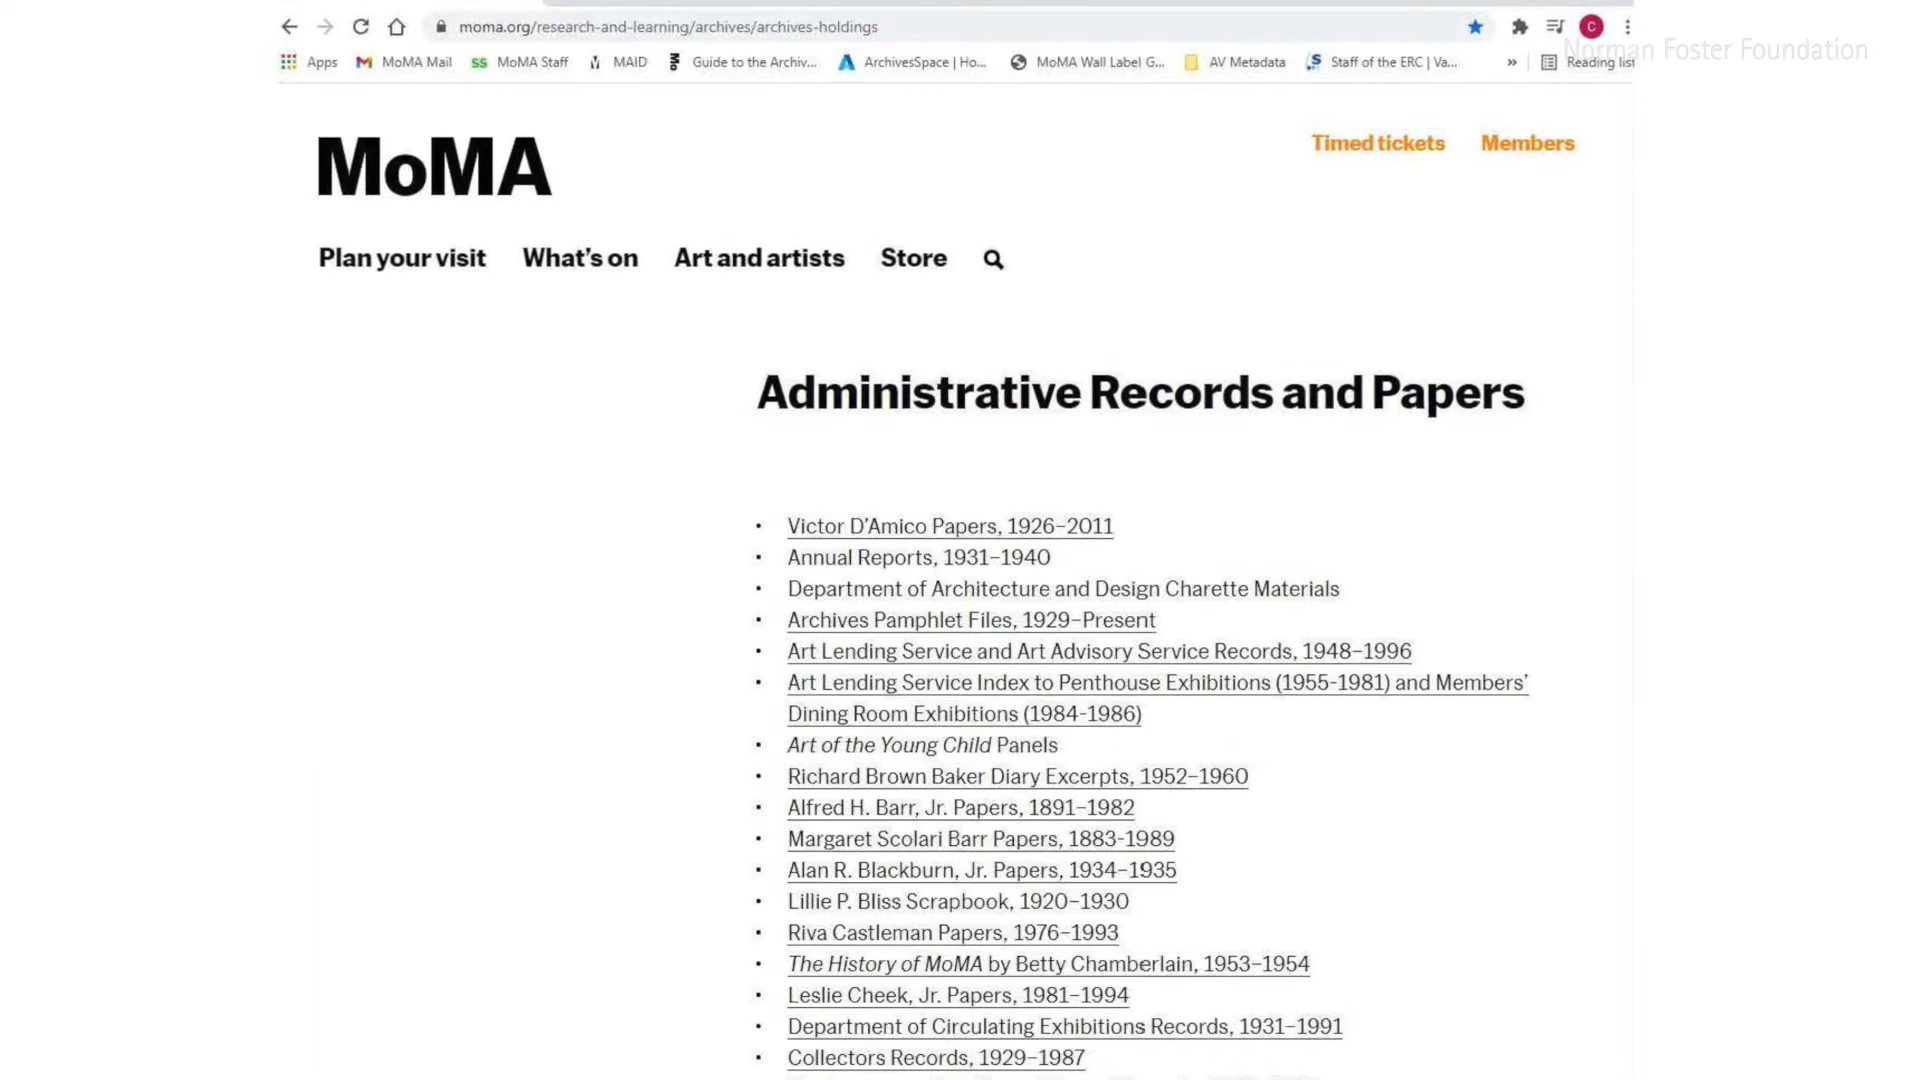 moma.org/research-and-learning/archives/archives-holdings
C
Norman Foster Foundation
Apps MoMA Mail SS MoMA Staff MAID Guide to the Archiv... ArchivesSpace | Ho... MoMA Wall Label G... AV Metadata Staff of the ERC | Va... » Reading list
MoMA
Timed tickets Members
Plan your visit What's on Art and artists Store
Administrative Records and Papers
• Victor D'Amico Papers, 1926–2011
• Annual Reports, 1931–1940
• Department of Architecture and Design Charette Materials
• Archives Pamphlet Files, 1929–Present
• Art Lending Service and Art Advisory Service Records, 1948–1996
• Art Lending Service Index to Penthouse Exhibitions (1955-1981) and Members'
Dining Room Exhibitions (1984-1986)
• Art of the Young Child Panels
• Richard Brown Baker Diary Excerpts, 1952–1960
• Alfred H. Barr, Jr. Papers, 1891–1982
• Margaret Scolari Barr Papers, 1883-1989
• Alan R. Blackburn, Jr. Papers, 1934–1935
• Lillie P. Bliss Scrapbook, 1920–1930
• Riva Castleman Papers, 1976–1993
• The History of MoMA by Betty Chamberlain, 1953–1954
• Leslie Cheek, Jr. Papers, 1981–1994
• Department of Circulating Exhibitions Records, 1931–1991
• Collectors Records, 1929–1987